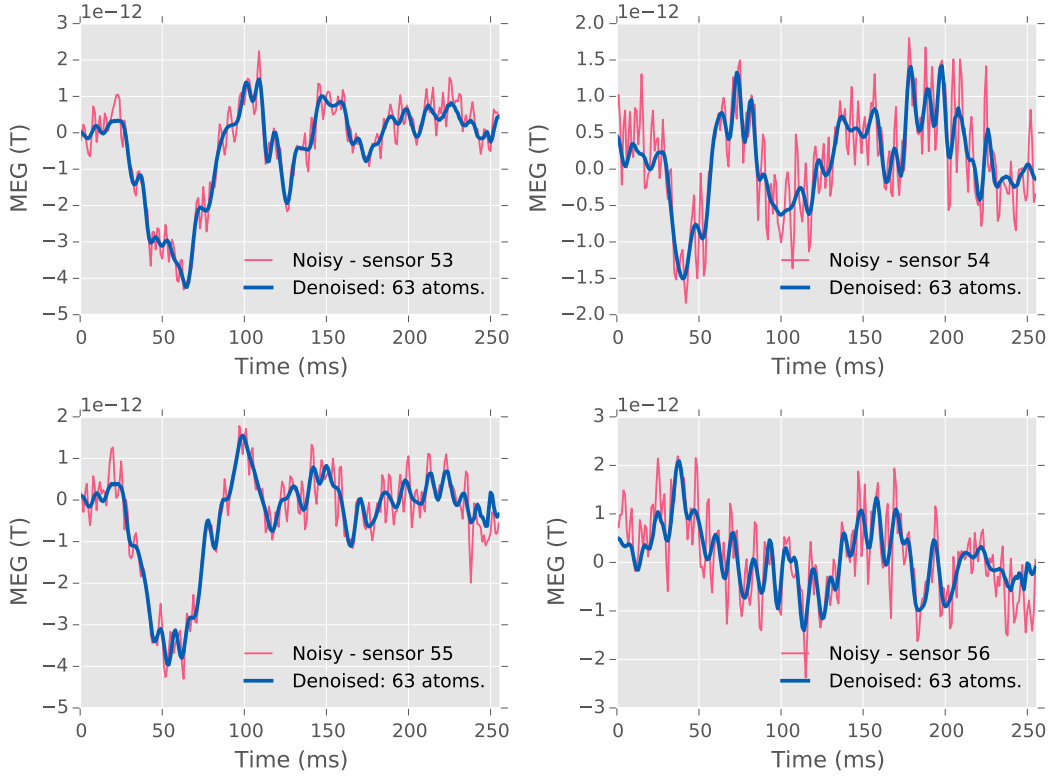 1e−12
3
2
1
0
−1
−2
−3
−4
−5
MEG (T)
0
50
100
150
200
250
Time (ms)
Noisy - sensor 53
Denoised: 63 atoms.
1e−12
1.5
1.0
0.5
0.0
−0.5
−1.0
−1.5
−2.0
MEG (T)
0
50
100
150
200
250
Time (ms)
Noisy - sensor 54
Denoised: 63 atoms.
1e−12
2
1
0
−1
−2
−3
−4
−5
MEG (T)
0
50
100
150
200
250
Time (ms)
Noisy - sensor 55
Denoised: 63 atoms.
1e−12
3
2
1
0
−1
−2
−3
MEG (T)
0
50
100
150
200
250
Time (ms)
Noisy - sensor 56
Denoised: 63 atoms.